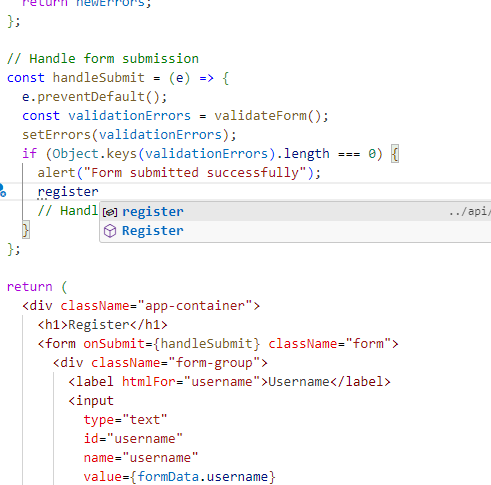 return newErrors;
};
// Handle form submission
const handleSubmit = (e) => {
e.preventDefault();
const validationErrors = validateForm();
setErrors(validationErrors);
if (Object.keys(validationErrors).length === 0) {
alert("Form submitted successfully");
register
register ../api/
// Handl
Register
}
};
return (
<div className="app-container">
<h1>Register</h1>
<form onSubmit={handleSubmit} className="form">
<div className="form-group">
<label htmlFor="username">Username</label>
<input
type="text"
id="username"
name="username"
value={formData.username}